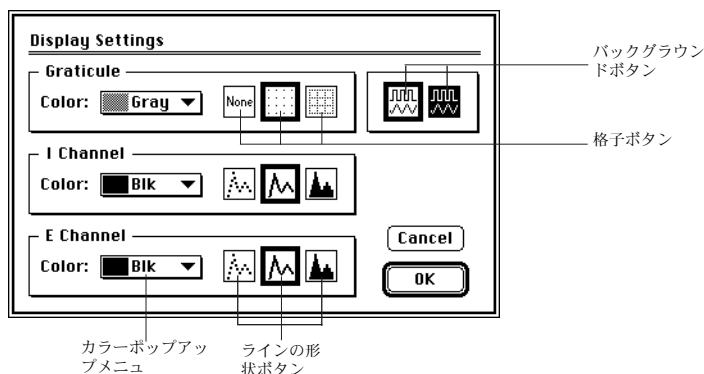 Display Settings
Graticule
Color: Gray
None
バックグラウン
ドボタン
格子ボタン
I Channel
Color: Blk
E Channel
Color: Blk
Cancel
OK
カラーポップアッ
プメニュ
ラインの形
状ボタン